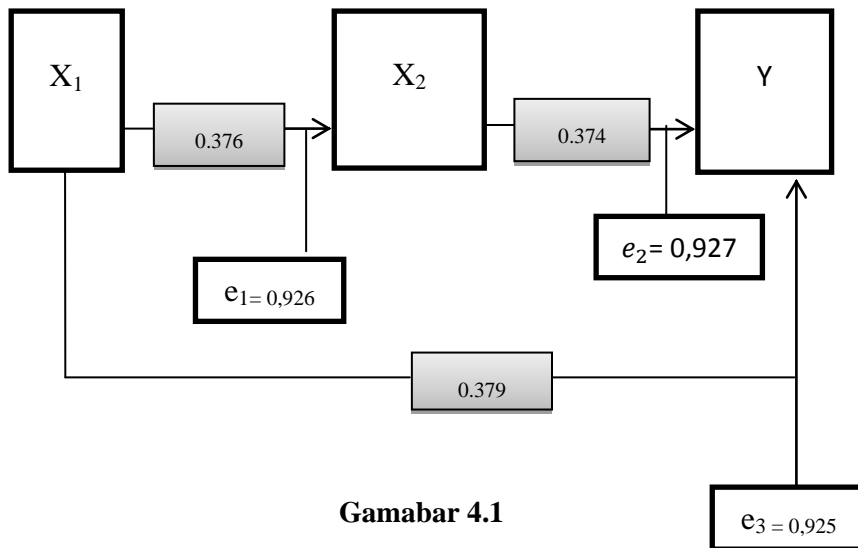 X₁
X₂
Y
0.376
0.374
e₁= 0,926
e₂= 0,927
0.379
e₃ = 0,925
Gamabar 4.1